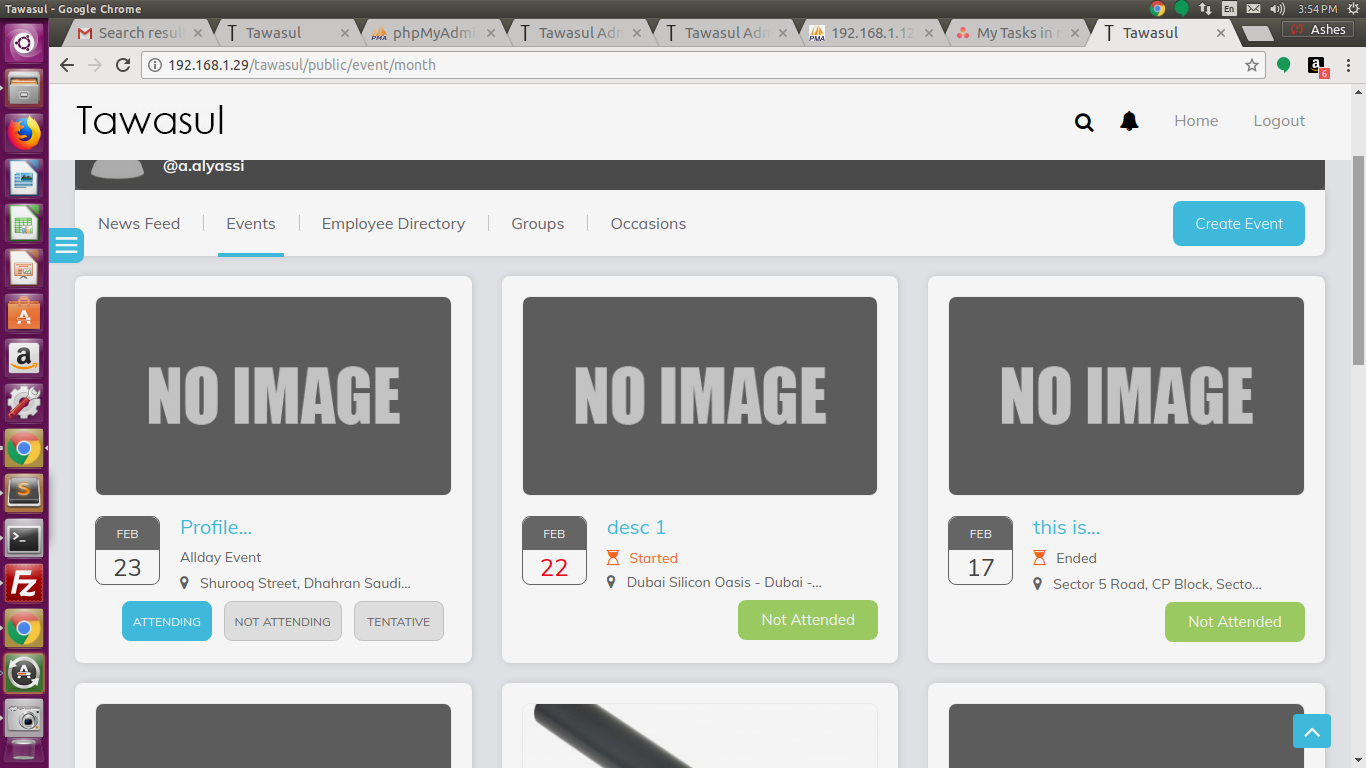 Tawasul - Google Chrome
En
3:54 PM
Search resul
Tawasul
phpMyAdmi
Tawasul Adm
Tawasul Adm
192.168.1.12
My Tasks in
Tawasul
Ashes
192.168.1.29/tawasul/public/event/month
6
Tawasul
Home
Logout
@a.alyassi
News Feed
Events
Employee Directory
Groups
Occasions
Create Event
NO IMAGE
NO IMAGE
NO IMAGE
FEB
23
Profile...
Allday Event
Shurooq Street, Dhahran Saudi...
ATTENDING
NOT ATTENDING
TENTATIVE
FEB
22
desc 1
Started
Dubai Silicon Oasis - Dubai -...
Not Attended
FEB
17
this is...
Ended
Sector 5 Road, CP Block, Secto...
Not Attended